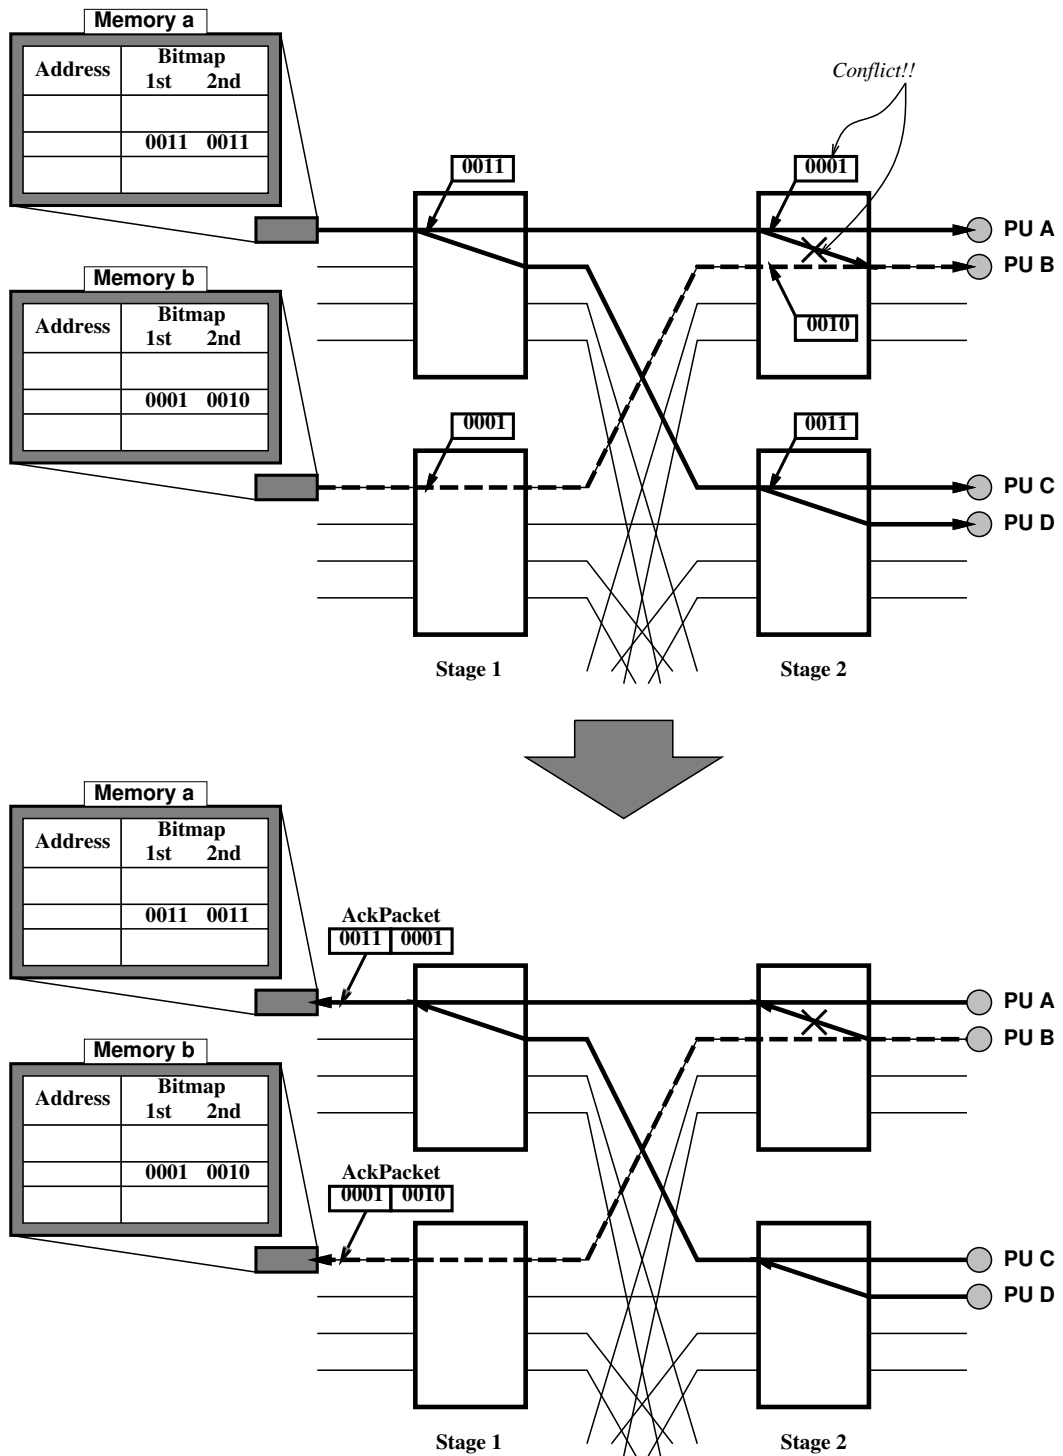 Memory a
Address Bitmap
1st 2nd
0011 0011
Conflict!!
0011
0001
PU A
PU B
Memory b
Address Bitmap
1st 2nd
0001 0010
0010
0001
0011
PU C
PU D
Stage 1 Stage 2
Memory a
Address Bitmap
1st 2nd
0011 0011
AckPacket
0011 0001
PU A
PU B
Memory b
Address Bitmap
1st 2nd
0001 0010
AckPacket
0001 0010
PU C
PU D
Stage 1 Stage 2